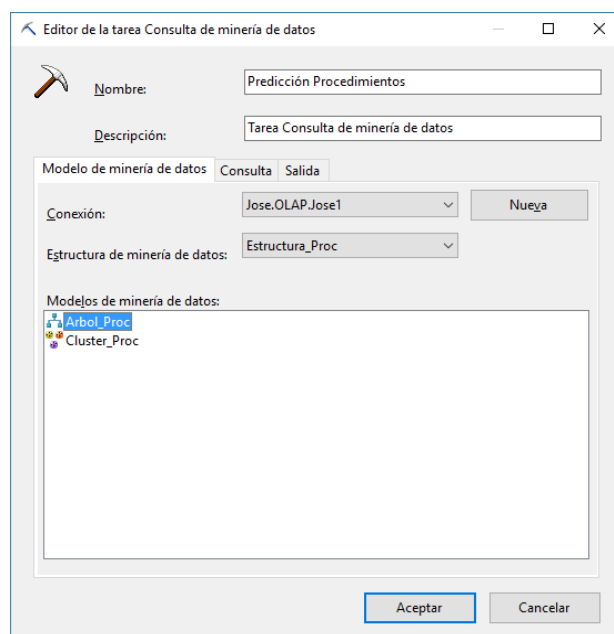 Editor de la tarea Consulta de minería de datos
Nombre: Predicción Procedimientos
Descripción: Tarea Consulta de minería de datos
Modelo de minería de datos Consulta Salida
Conexión: Jose.OLAP.Jose1 Nueva
Estructura de minería de datos: Estructura_Proc
Modelos de minería de datos:
Arbol_Proc
Cluster_Proc
Aceptar Cancelar